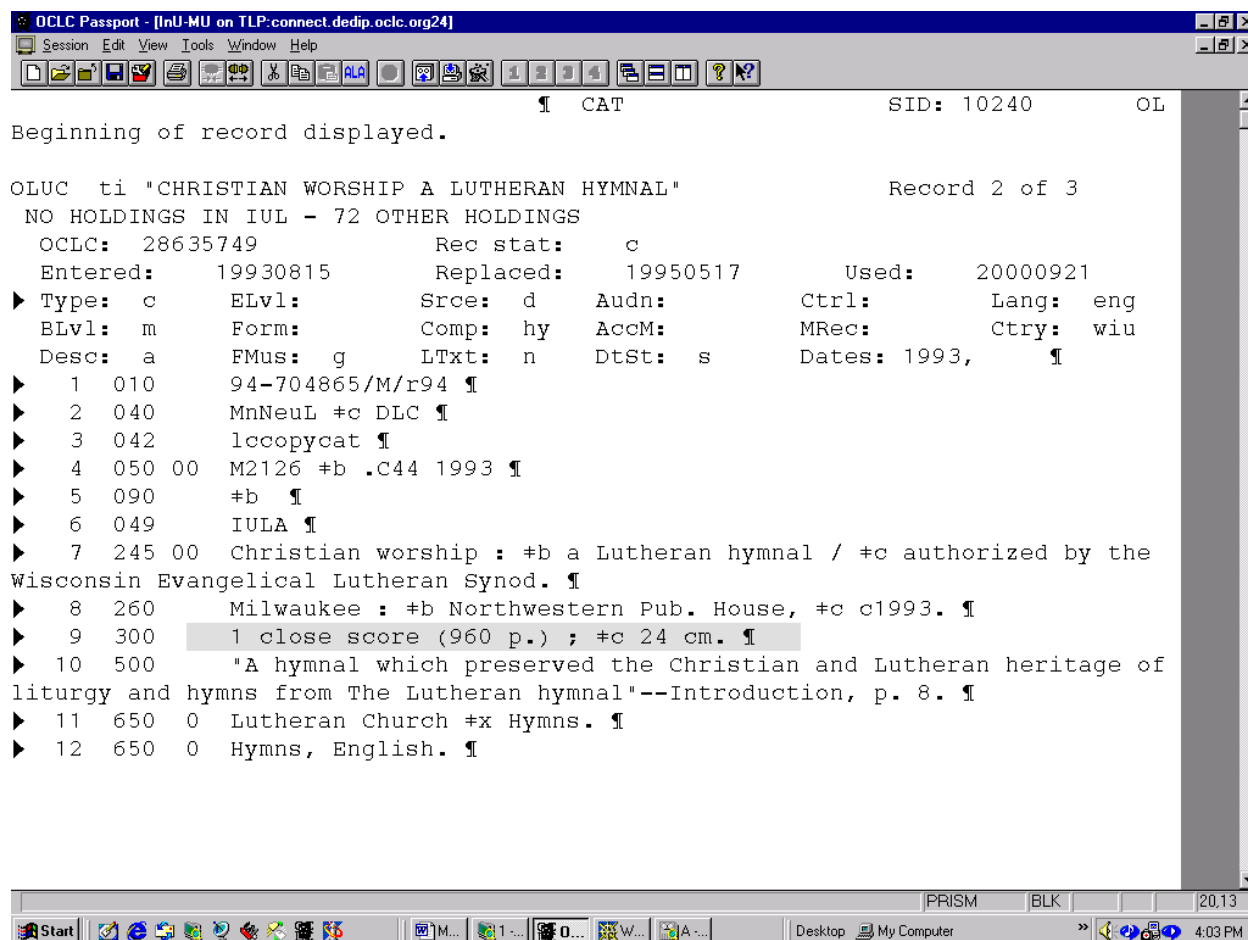 OCLC Passport - [InU-MU on TLP:connect.dedip.oclc.org24]
Session Edit View Tools Window Help
ALA 1 2 3 4
¶ CAT SID: 10240 OL
Beginning of record displayed.
OLUC ti "CHRISTIAN WORSHIP A LUTHERAN HYMNAL" Record 2 of 3
NO HOLDINGS IN IUL - 72 OTHER HOLDINGS
OCLC: 28635749 Rec stat: c
Entered: 19930815 Replaced: 19950517 Used: 20000921
▶ Type: c ELvl: Srce: d Audn: Ctrl: Lang: eng
BLvl: m Form: Comp: hy AccM: MRec: Ctry: wiu
Desc: a FMus: g LTxt: n DtSt: s Dates: 1993, ¶
▶ 1 010 94-704865/M/r94 ¶
▶ 2 040 MnNeuL ‡c DLC ¶
▶ 3 042 lccopycat ¶
▶ 4 050 00 M2126 ‡b .C44 1993 ¶
▶ 5 090 ‡b ¶
▶ 6 049 IULA ¶
▶ 7 245 00 Christian worship : ‡b a Lutheran hymnal / ‡c authorized by the
Wisconsin Evangelical Lutheran Synod. ¶
▶ 8 260 Milwaukee : ‡b Northwestern Pub. House, ‡c c1993. ¶
▶ 9 300 1 close score (960 p.) ; ‡c 24 cm. ¶
▶ 10 500 "A hymnal which preserved the Christian and Lutheran heritage of
liturgy and hymns from The Lutheran hymnal"--Introduction, p. 8. ¶
▶ 11 650 0 Lutheran Church ‡x Hymns. ¶
▶ 12 650 0 Hymns, English. ¶
PRISM BLK 20,13
Start M... 1 -... O... W... A -... Desktop My Computer » 4:03 PM